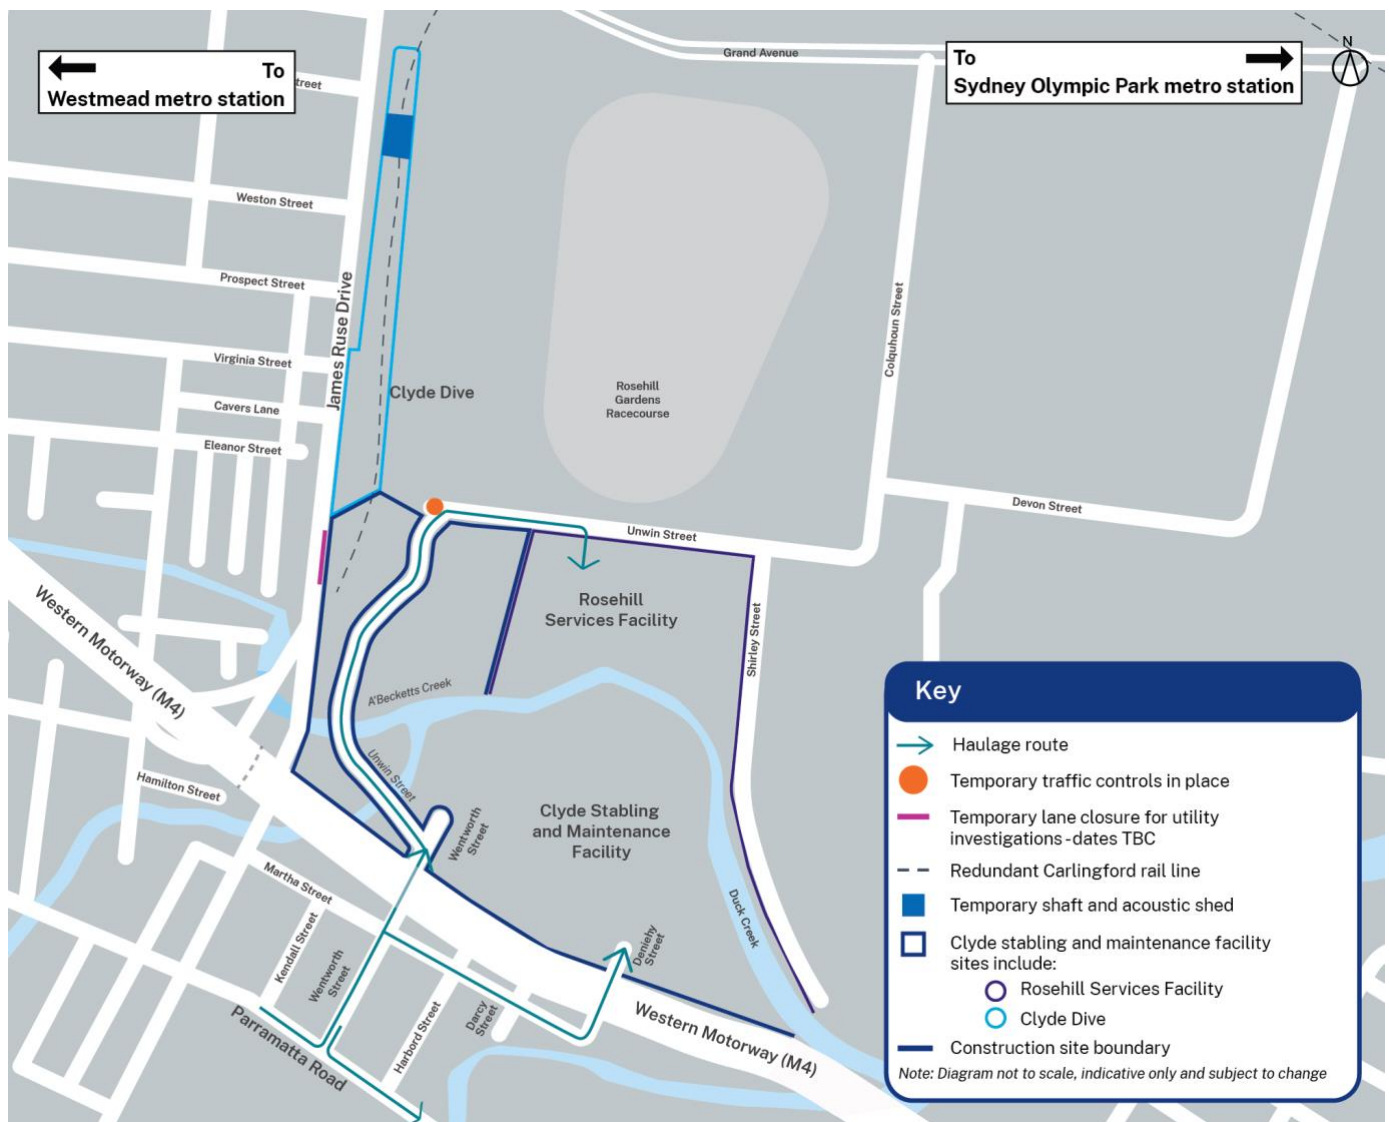 To
Westmead metro station
treet
Grand Avenue
To
Sydney Olympic Park metro station
N
Weston Street
Prospect Street
James Ruse Drive
Virginia Street
Clyde Dive
Cavers Lane
Eleanor Street
Rosehill
Gardens
Racecourse
Colquhoun Street
Devon Street
Unwin Street
Rosehill
Services Facility
Shirley Street
Western Motorway (M4)
A'Becketts Creek
Unwin Street
Hamilton Street
Wentworth
Street
Clyde Stabling
and Maintenance
Facility
Duck Creek
Deniehy
Street
Martha Street
Kendall Street
Wentworth
Street
Harbord Street
Darcy
Street
Parramatta Road
Western Motorway (M4)
Key
Haulage route
Temporary traffic controls in place
Temporary lane closure for utility
investigations-dates TBC
Redundant Carlingford rail line
Temporary shaft and acoustic shed
Clyde stabling and maintenance facility
sites include:
Rosehill Services Facility
Clyde Dive
Construction site boundary
Note: Diagram not to scale, indicative only and subject to change